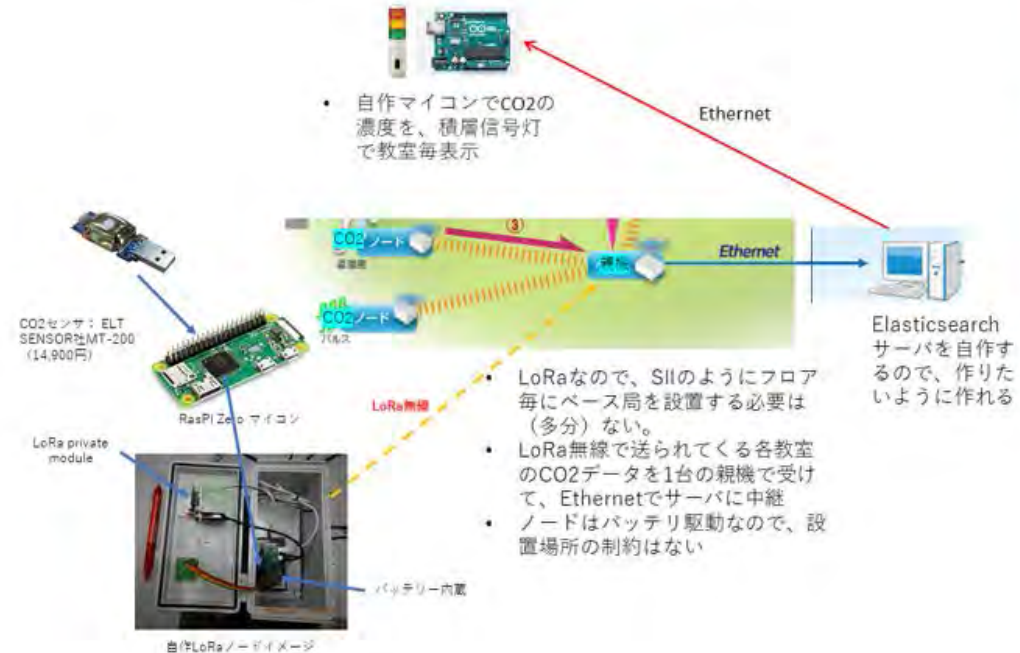 Ethernet
• 自作マイコンでCO2の
濃度を、積層信号灯
で教室毎表示
③
CO2ノード
親機
Ethernet
CO2ノード
パルス
CO2センサ：ELT
SENSOR社MT-200
（14,900円）
RasPI Zero マイコン
LoRa無線
LoRa private
module
Elasticsearch
サーバを自作す
るので、作りた
いように作れる
• LoRaなので、SIIのようにフロア
毎にベース局を設置する必要は
（多分）ない。
• LoRa無線で送られてくる各教室
のCO2データを1台の親機で受け
て、Ethernetでサーバに中継
• ノードはバッテリ駆動なので、設
置場所の制約はない
バッテリー内蔵
自作LoRaノードイメージ